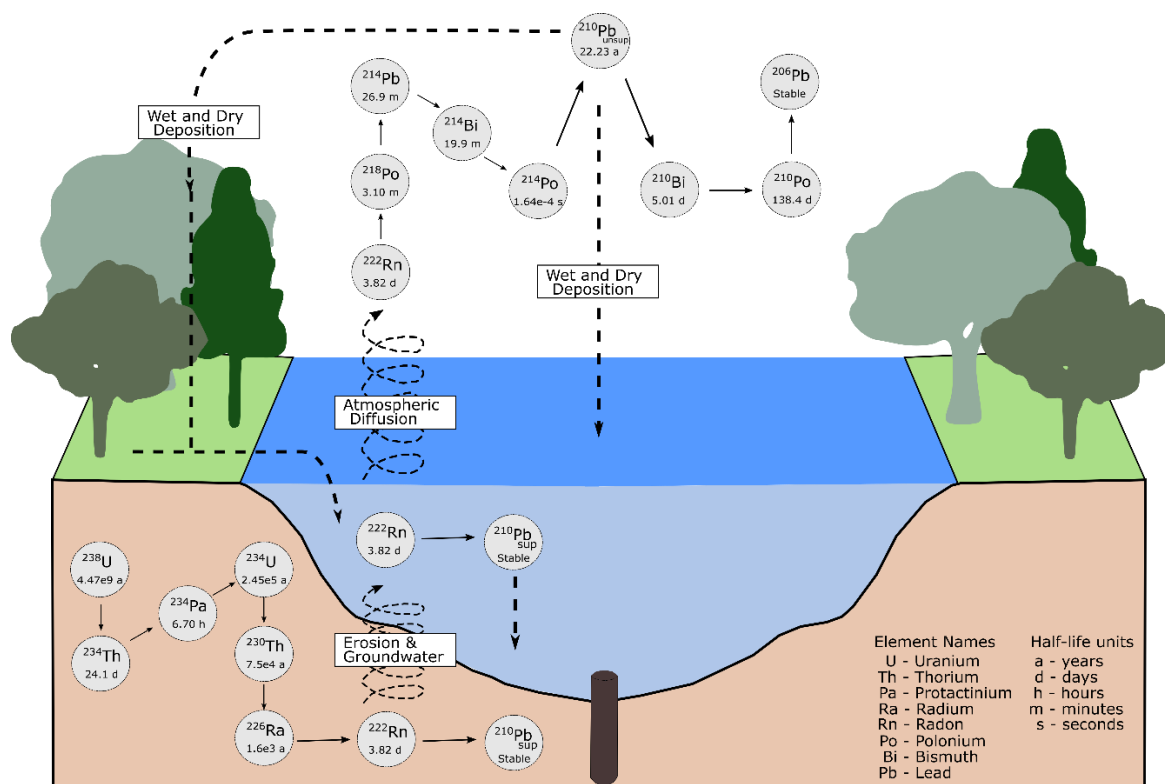 ²¹⁰Pb
unsup
22.23 a
²¹⁴Pb
26.9 m
²⁰⁶Pb
Stable
Wet and Dry
Deposition
²¹⁴Bi
19.9 m
²¹⁸Po
3.10 m
²¹⁴Po
1.64e-4 s
²¹⁰Bi
5.01 d
²¹⁰Po
138.4 d
²²²Rn
3.82 d
Wet and Dry
Deposition
Atmospheric
Diffusion
²²²Rn
3.82 d
²¹⁰Pb
sup
Stable
²³⁸U
4.47e9 a
²³⁴U
2.45e5 a
²³⁴Pa
6.70 h
²³⁴Th
24.1 d
²³⁰Th
7.5e4 a
Erosion &
Groundwater
²²⁶Ra
1.6e3 a
²²²Rn
3.82 d
²¹⁰Pb
sup
Stable
Element Names
U - Uranium
Th - Thorium
Pa - Protactinium
Ra - Radium
Rn - Radon
Po - Polonium
Bi - Bismuth
Pb - Lead
Half-life units
a - years
d - days
h - hours
m - minutes
s - seconds